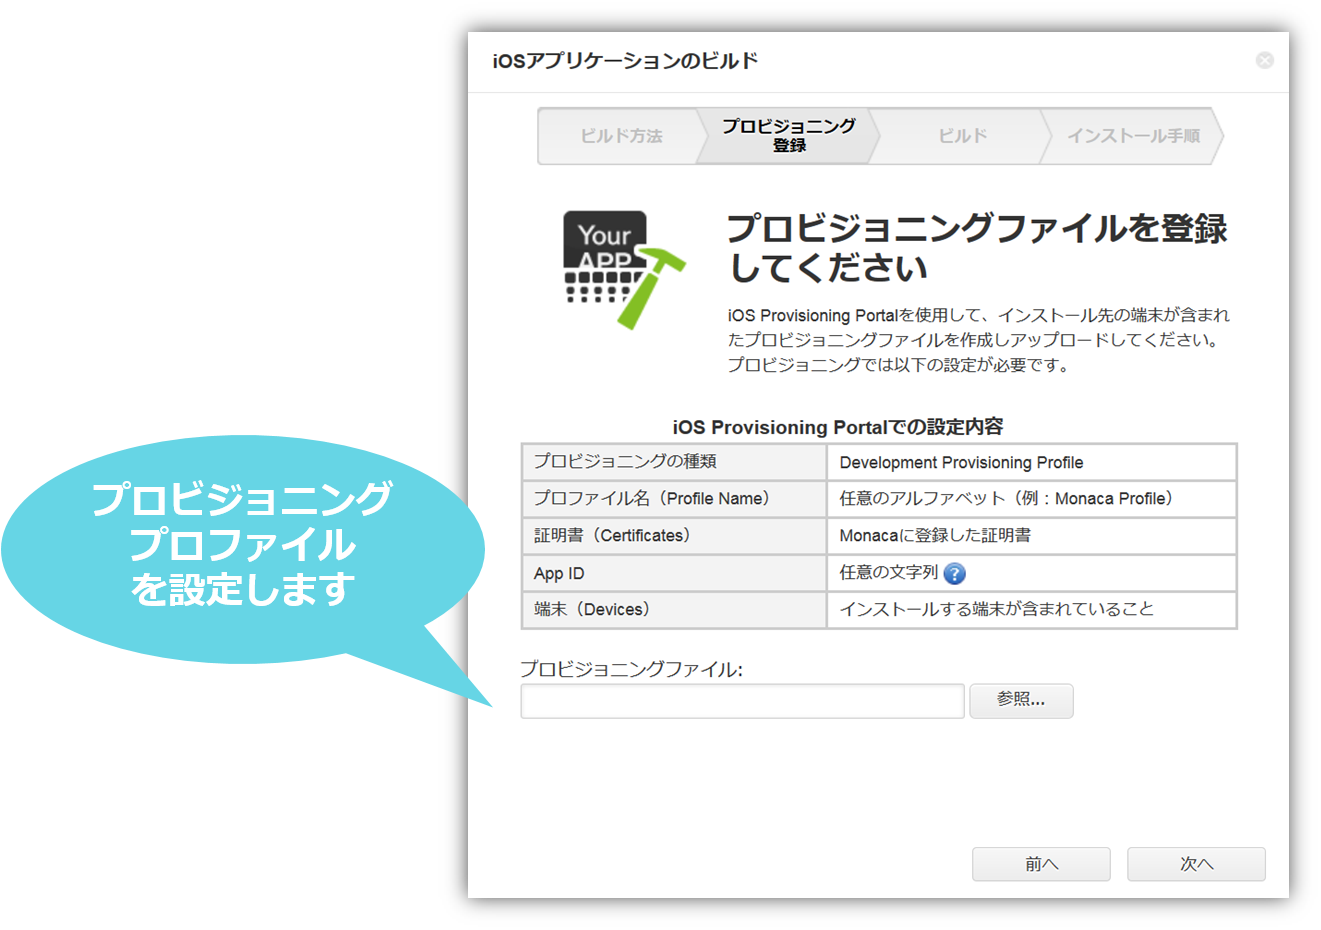 iOSアプリケーションのビルド
ビルド方法
プロビジョニング
登録
ビルド
インストール手順
Your
APP
プロビジョニングファイルを登録
してください
iOS Provisioning Portalを使用して、インストール先の端末が含まれ
たプロビジョニングファイルを作成しアップロードしてください。
プロビジョニングでは以下の設定が必要です。
iOS Provisioning Portalでの設定内容
プロビジョニングの種類 Development Provisioning Profile
プロファイル名（Profile Name） 任意のアルファベット（例：Monaca Profile）
証明書（Certificates） Monacaに登録した証明書
App ID 任意の文字列 ?
端末（Devices） インストールする端末が含まれていること
プロビジョニング
プロファイル
を設定します
プロビジョニングファイル:
参照...
前へ
次へ